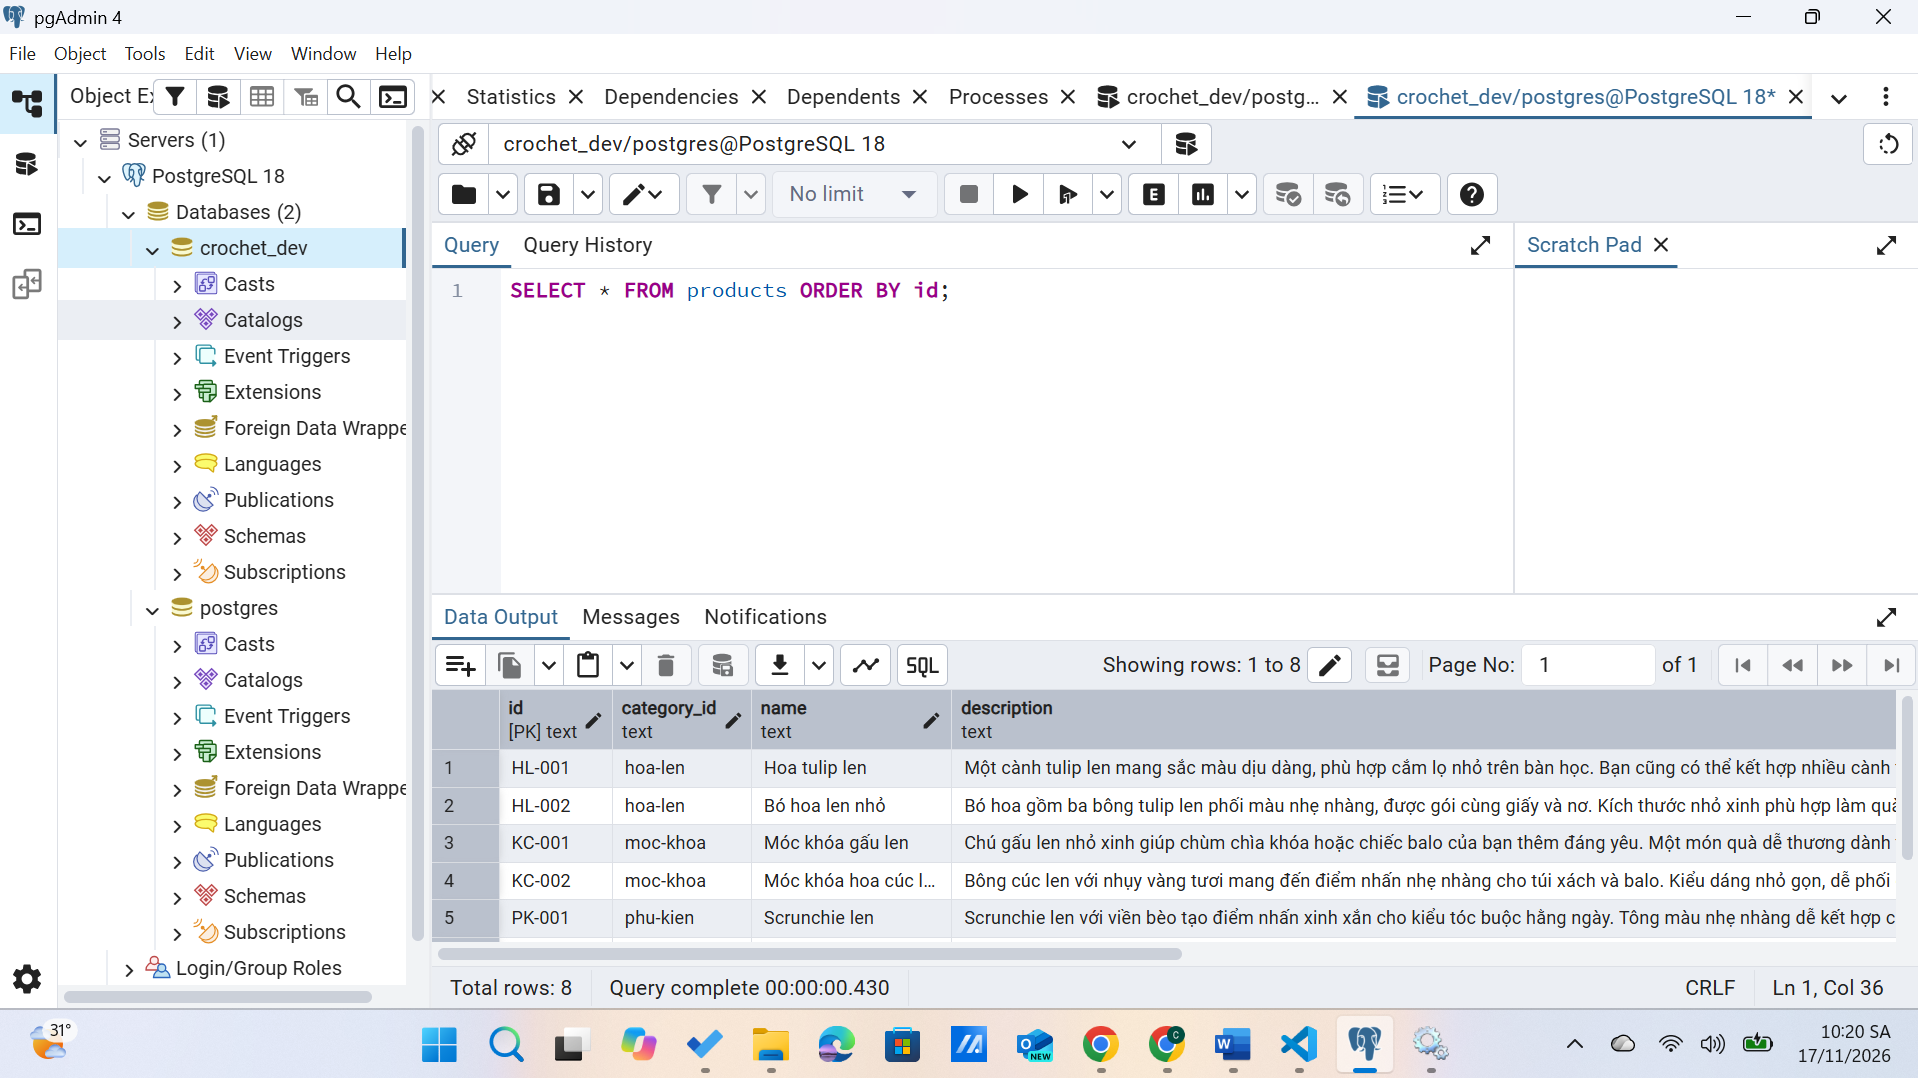 pgAdmin 4
File Object Tools Edit View Window Help
Object Ex
Statistics Dependencies Dependents Processes crochet_dev/postg... crochet_dev/postgres@PostgreSQL 18*
Servers (1)
PostgreSQL 18
Databases (2)
crochet_dev
Casts
Catalogs
Event Triggers
Extensions
Foreign Data Wrappe
Languages
Publications
Schemas
Subscriptions
postgres
Casts
Catalogs
Event Triggers
Extensions
Foreign Data Wrappe
Languages
Publications
Schemas
Subscriptions
Login/Group Roles
crochet_dev/postgres@PostgreSQL 18
No limit
E
Query Query History
Scratch Pad
1 SELECT * FROM products ORDER BY id;
Data Output Messages Notifications
SQL
Showing rows: 1 to 8
Page No: 1 of 1
id category_id name description
[PK] text text text text
1 HL-001 hoa-len Hoa tulip len Một cành tulip len mang sắc màu dịu dàng, phù hợp cắm lọ nhỏ trên bàn học. Bạn cũng có thể kết hợp nhiều cành
2 HL-002 hoa-len Bó hoa len nhỏ Bó hoa gồm ba bông tulip len phối màu nhẹ nhàng, được gói cùng giấy và nơ. Kích thước nhỏ xinh phù hợp làm quà
3 KC-001 moc-khoa Móc khóa gấu len Chú gấu len nhỏ xinh giúp chùm chìa khóa hoặc chiếc balo của bạn thêm đáng yêu. Một món quà dễ thương dành
4 KC-002 moc-khoa Móc khóa hoa cúc l... Bông cúc len với nhụy vàng tươi mang đến điểm nhấn nhẹ nhàng cho túi xách và balo. Kiểu dáng nhỏ gọn, dễ phối
5 PK-001 phu-kien Scrunchie len Scrunchie len với viền bèo tạo điểm nhấn xinh xắn cho kiểu tóc buộc hằng ngày. Tông màu nhẹ nhàng dễ kết hợp c
Total rows: 8 Query complete 00:00:00.430 CRLF Ln 1, Col 36
31°
NEW
10:20 SA
17/11/2026